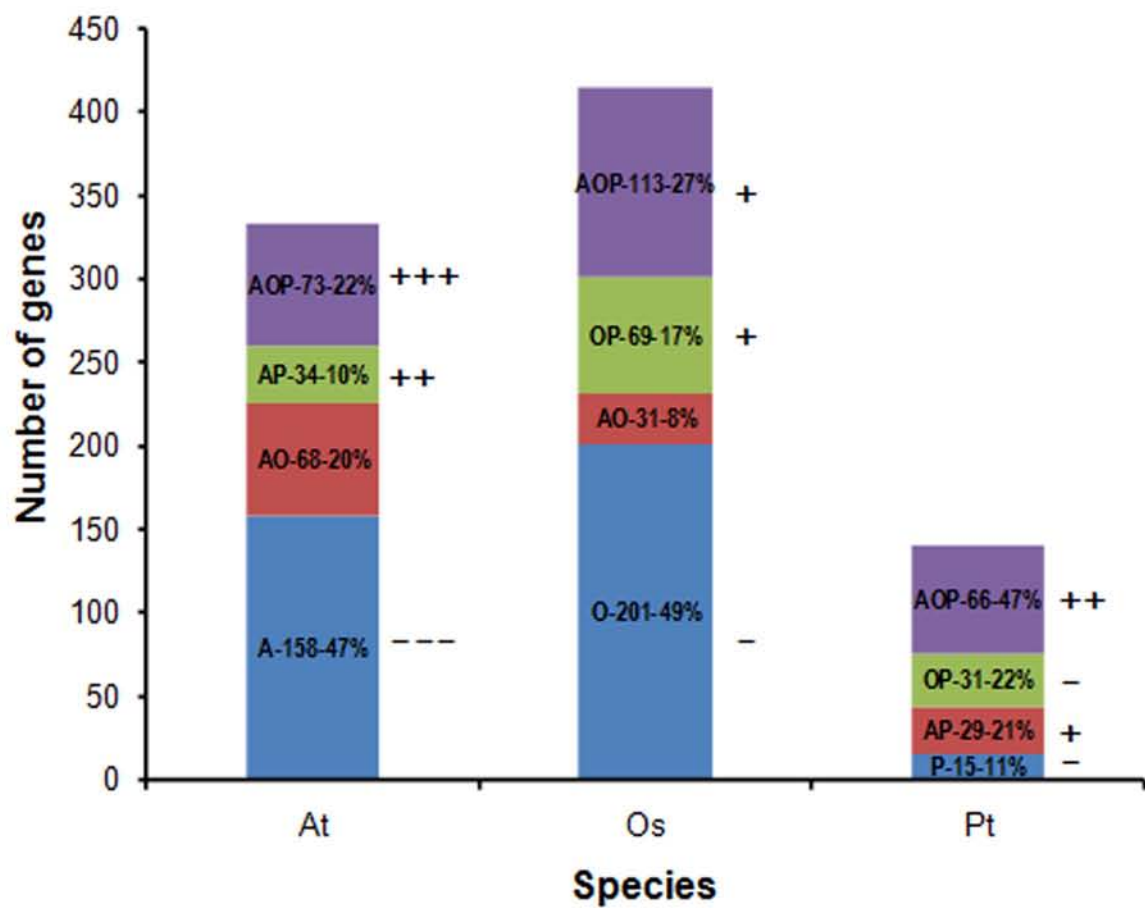 Number of genes
450
400
350
300
250
200
150
100
50
0
AOP-73-22%
+++
AP-34-10%
++
AO-68-20%
A-158-47%
−−−
AOP-113-27%
+
OP-69-17%
+
AO-31-8%
O-201-49%
−
AOP-66-47%
++
OP-31-22%
−
AP-29-21%
+
P-15-11%
−
At
Os
Pt
Species